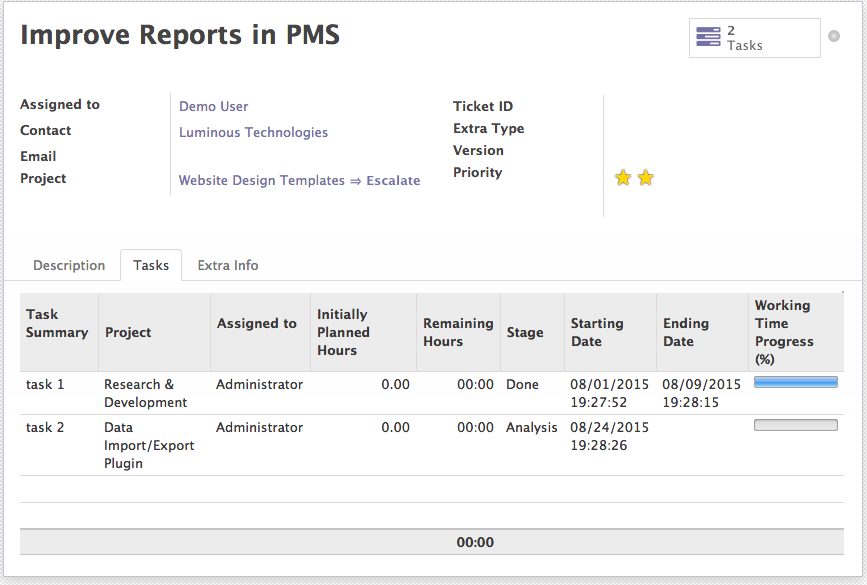 Improve Reports in PMS
2
Tasks
Assigned to
Demo User
Contact
Luminous Technologies
Email
Project
Website Design Templates ⇒ Escalate
Ticket ID
Extra Type
Version
Priority
Description
Tasks
Extra Info
Task Summary
Project
Assigned to
Initially Planned Hours
Remaining Hours
Stage
Starting Date
Ending Date
Working Time Progress (%)
task 1
Research & Development
Administrator
0.00
00:00
Done
08/01/2015 19:27:52
08/09/2015 19:28:15
task 2
Data Import/Export Plugin
Administrator
0.00
00:00
Analysis
08/24/2015 19:28:26
00:00